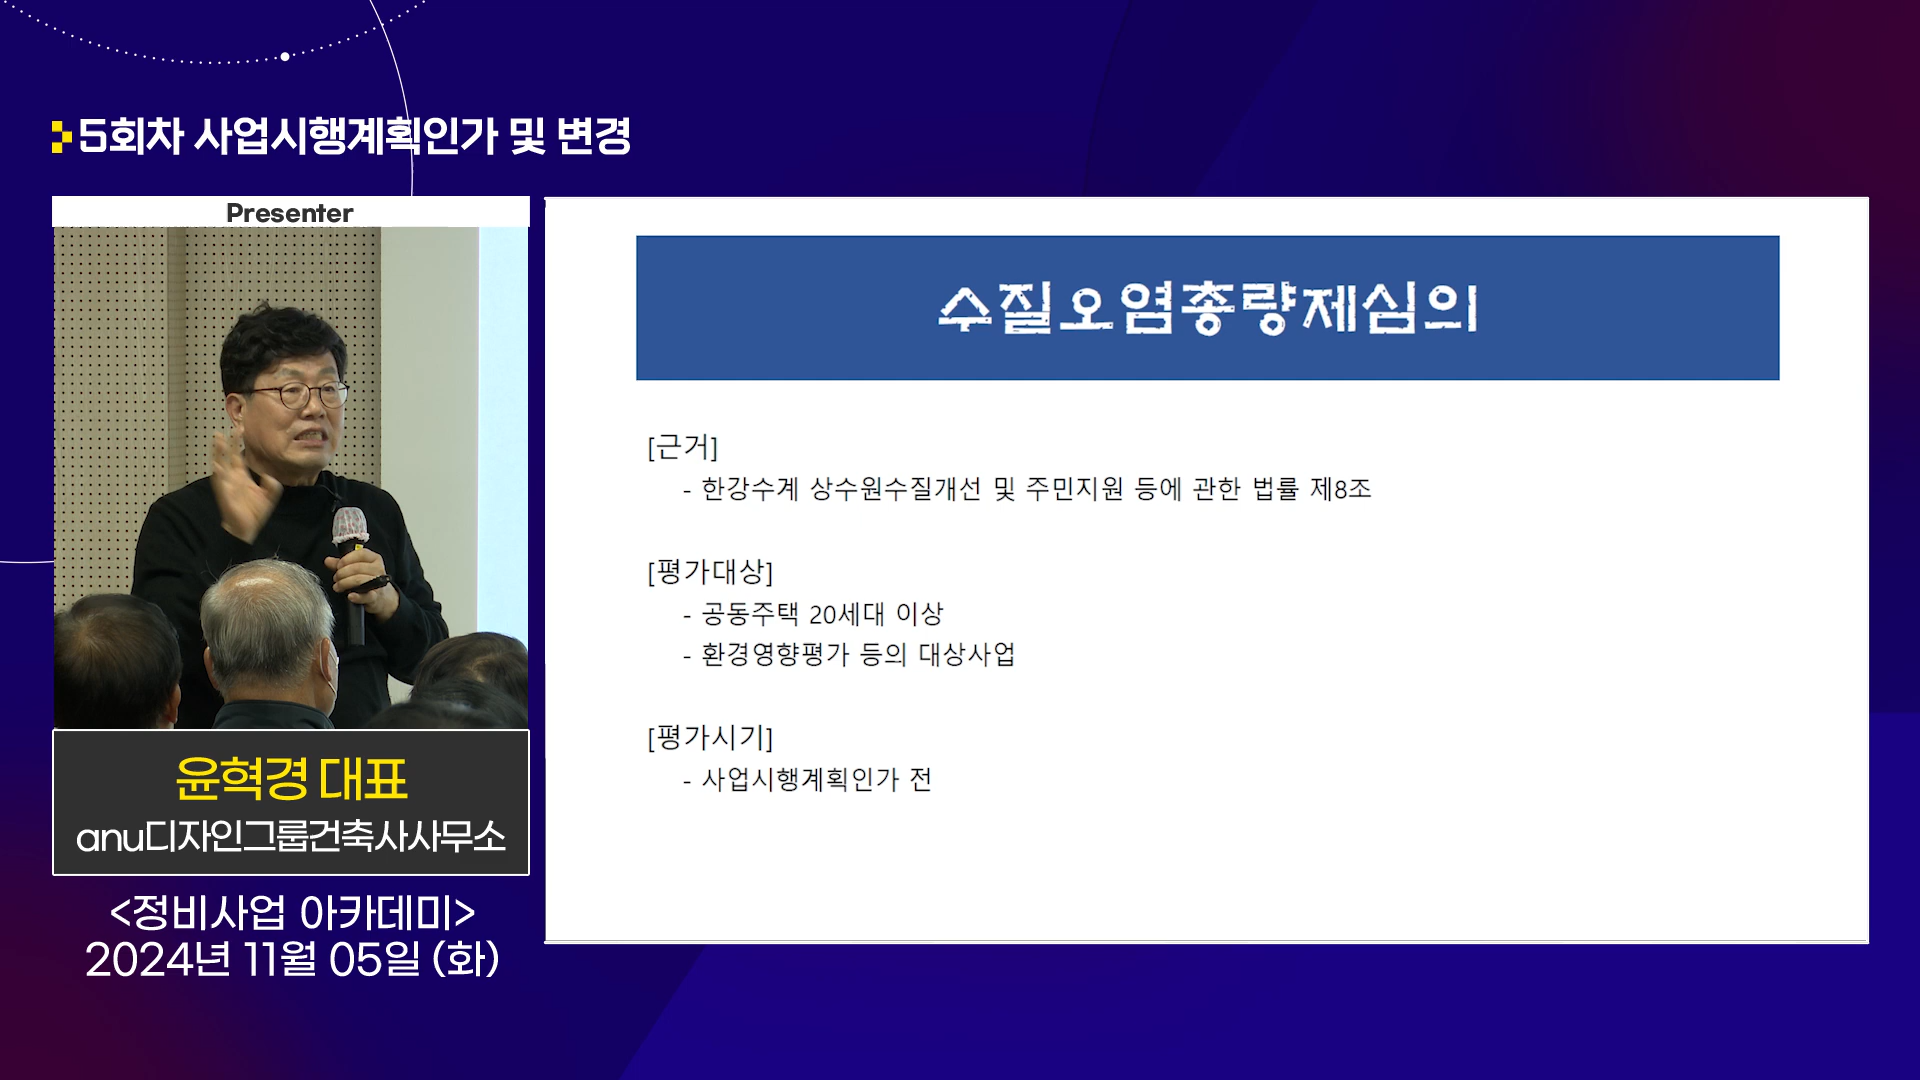 5회차 사업시행계획인가 및 변경
Presenter
윤혁경 대표
anu디자인그룹건축사사무소
<정비사업 아카데미>
2024년 11월 05일 (화)
수질오염총량제심의
[근거]
- 한강수계 상수원수질개선 및 주민지원 등에 관한 법률 제8조
[평가대상]
- 공동주택 20세대 이상
- 환경영향평가 등의 대상사업
[평가시기]
- 사업시행계획인가 전